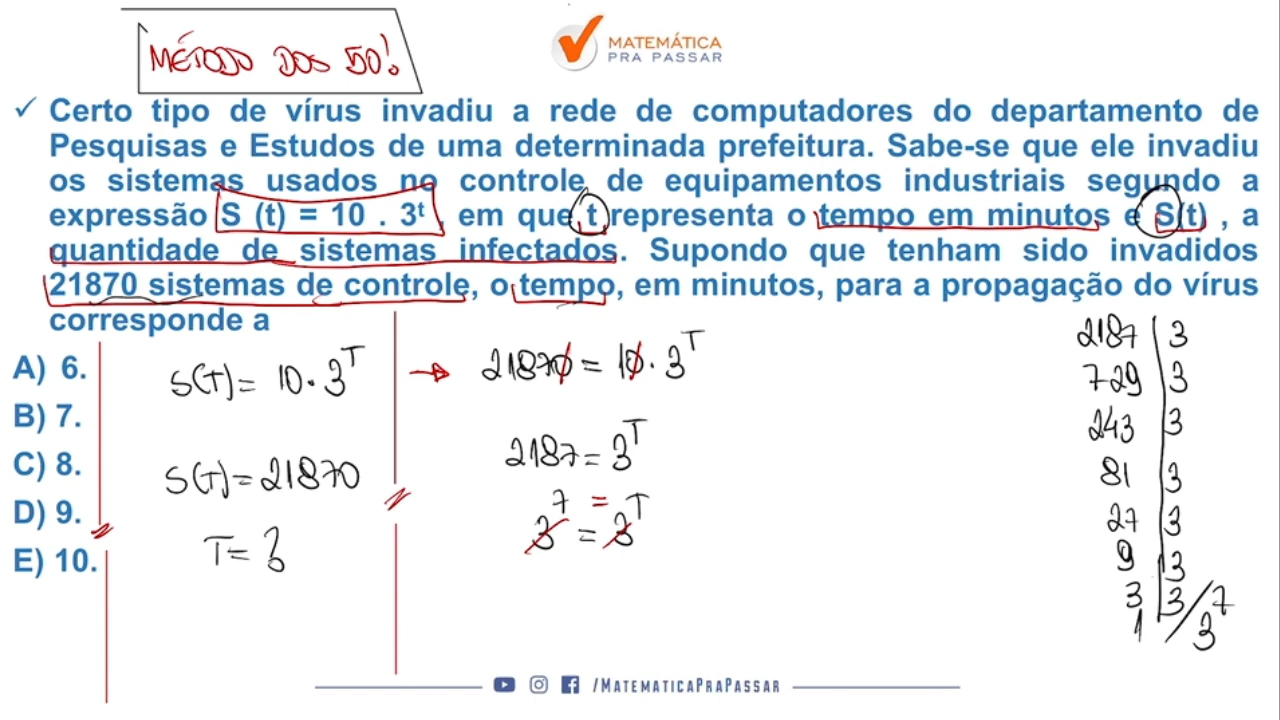 MÉTODO DOS 50!
MATEMÁTICA
PRA PASSAR
✓ Certo tipo de vírus invadiu a rede de computadores do departamento de
Pesquisas e Estudos de uma determinada prefeitura. Sabe-se que ele invadiu
os sistemas usados no controle de equipamentos industriais segundo a
expressão S (t) = 10 . 3ᵗ, em que t representa o tempo em minutos e S(t) , a
quantidade de sistemas infectados. Supondo que tenham sido invadidos
21870 sistemas de controle, o tempo, em minutos, para a propagação do vírus
corresponde a
A) 6.
B) 7.
C) 8.
D) 9.
E) 10.
S(T)= 10·3ᵀ
S(T)=21870
T= ?
→ 21870 = 10·3ᵀ
2187=3ᵀ
=
3⁷ = 3ᵀ
2187 | 3
729 | 3
243 | 3
81 | 3
27 | 3
9 | 3
3 | 3 / 3⁷
1
/MATEMATICAPRAPASSAR